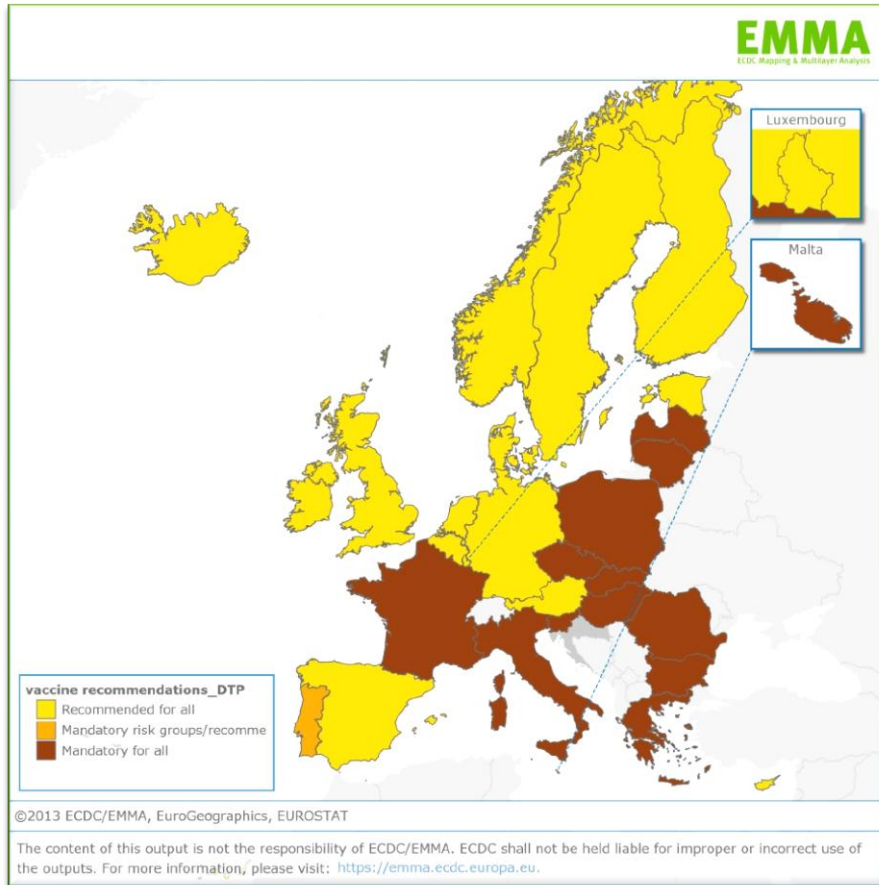 EMMA
ECDC Mapping & Multilayer Analysis
Luxembourg
Malta
vaccine recommendations_DTP
Recommended for all
Mandatory risk groups/recomme
Mandatory for all
©2013 ECDC/EMMA, EuroGeographics, EUROSTAT
The content of this output is not the responsibility of ECDC/EMMA. ECDC shall not be held liable for improper or incorrect use of
the outputs. For more information, please visit: https://emma.ecdc.europa.eu.